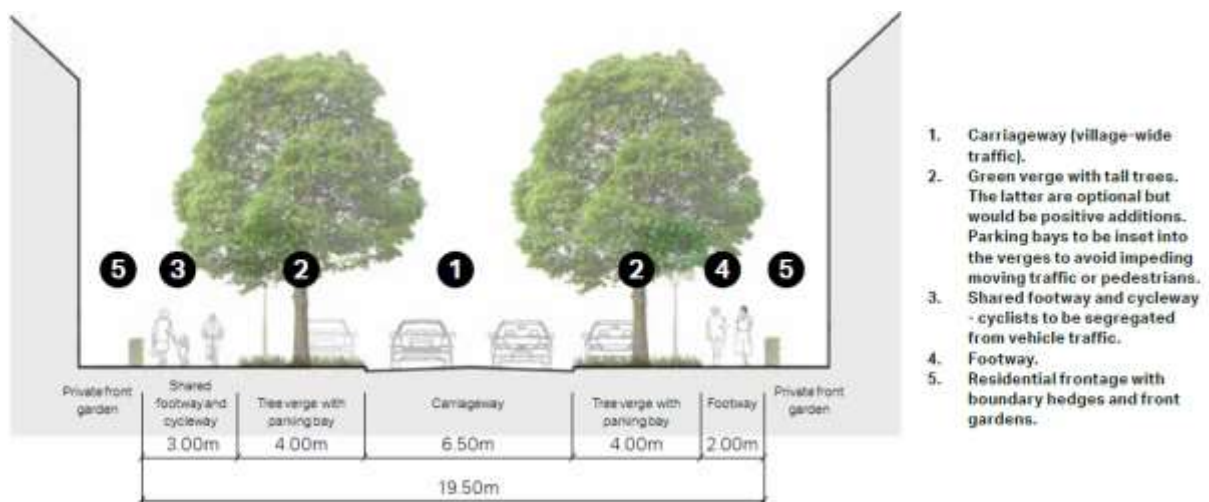 5
3
2
1
2
4
5
Private front
garden
Shared
footway and
cycleway
3.00m
Tree verge with
parking bay
4.00m
Carriageway
6.50m
Tree verge with
parking bay
4.00m
Footway
2.00m
Private front
garden
19.50m
1. Carriageway (village-wide
traffic).
2. Green verge with tall trees.
The latter are optional but
would be positive additions.
Parking bays to be inset into
the verges to avoid impeding
moving traffic or pedestrians.
3. Shared footway and cycleway
- cyclists to be segregated
from vehicle traffic.
4. Footway.
5. Residential frontage with
boundary hedges and front
gardens.